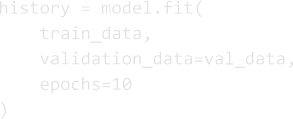 history = model.fit(
    train_data,
    validation_data=val_data,
    epochs=10
)